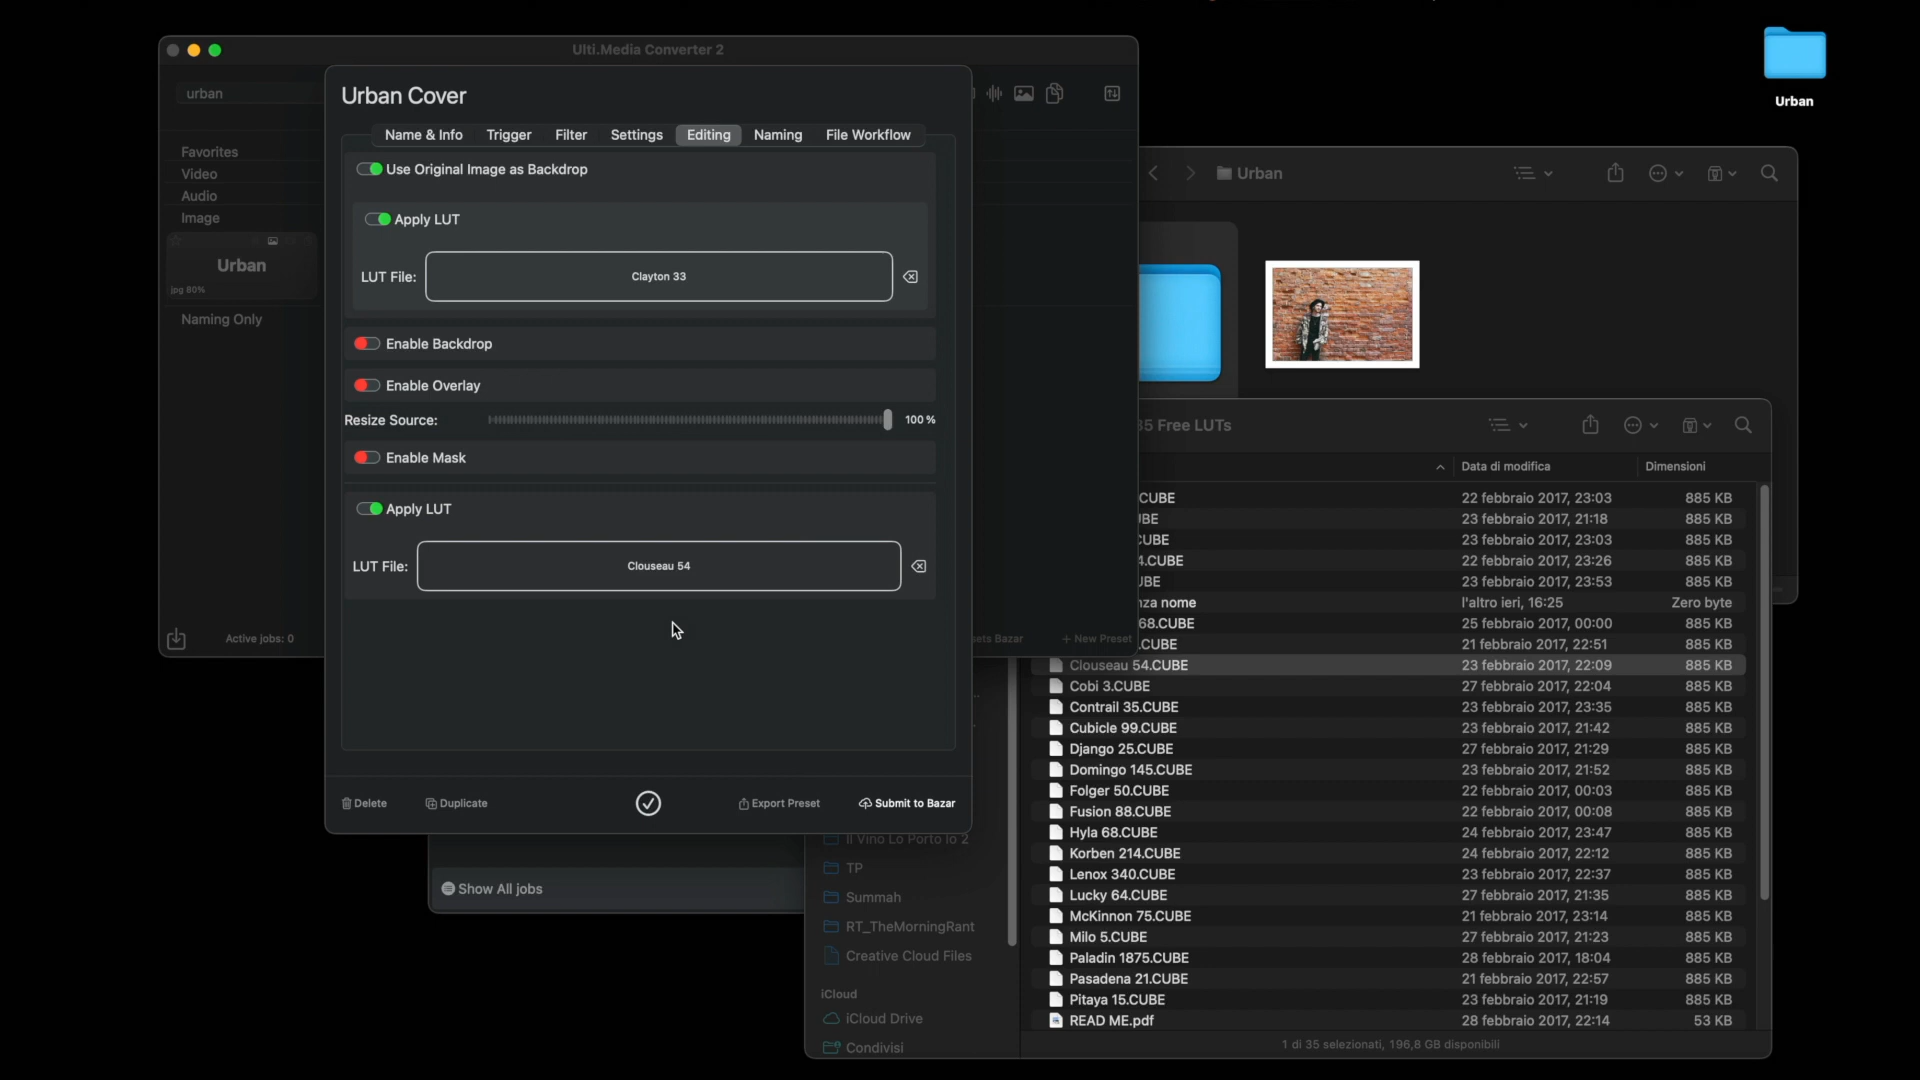 Ulti.Media Converter 2
urban
Favorites
Video
Audio
Image
Urban
jpg 80%
Naming Only
Active jobs: 0
Urban Cover
Name & Info
Trigger
Filter
Settings
Editing
Naming
File Workflow
Use Original Image as Backdrop
Apply LUT
LUT File:
Clayton 33
Enable Backdrop
Enable Overlay
Resize Source:
100 %
Enable Mask
Apply LUT
LUT File:
Clouseau 54
Delete
Duplicate
Export Preset
Submit to Bazar
sets Bazar
+ New Preset
Show All jobs
Urban
Urban
35 Free LUTs
Data di modifica
Dimensioni
.CUBE 22 febbraio 2017, 23:03 885 KB
UBE 23 febbraio 2017, 21:18 885 KB
CUBE 23 febbraio 2017, 23:03 885 KB
4.CUBE 22 febbraio 2017, 23:26 885 KB
UBE 23 febbraio 2017, 23:53 885 KB
nza nome l'altro ieri, 16:25 Zero byte
68.CUBE 25 febbraio 2017, 00:00 885 KB
.CUBE 21 febbraio 2017, 22:51 885 KB
Clouseau 54.CUBE 23 febbraio 2017, 22:09 885 KB
Cobi 3.CUBE 27 febbraio 2017, 22:04 885 KB
Contrail 35.CUBE 23 febbraio 2017, 23:35 885 KB
Cubicle 99.CUBE 23 febbraio 2017, 21:42 885 KB
Django 25.CUBE 27 febbraio 2017, 21:29 885 KB
Domingo 145.CUBE 23 febbraio 2017, 21:52 885 KB
Folger 50.CUBE 22 febbraio 2017, 00:03 885 KB
Fusion 88.CUBE 22 febbraio 2017, 00:08 885 KB
Hyla 68.CUBE 24 febbraio 2017, 23:47 885 KB
Korben 214.CUBE 24 febbraio 2017, 22:12 885 KB
Lenox 340.CUBE 23 febbraio 2017, 22:37 885 KB
Lucky 64.CUBE 27 febbraio 2017, 21:35 885 KB
McKinnon 75.CUBE 21 febbraio 2017, 23:14 885 KB
Milo 5.CUBE 27 febbraio 2017, 21:23 885 KB
Paladin 1875.CUBE 28 febbraio 2017, 18:04 885 KB
Pasadena 21.CUBE 21 febbraio 2017, 22:57 885 KB
Pitaya 15.CUBE 23 febbraio 2017, 21:19 885 KB
READ ME.pdf 28 febbraio 2017, 22:14 53 KB
1 di 35 selezionati, 196,8 GB disponibili
Il Vino Lo Porto Io 2
TP
Summah
RT_TheMorningRant
Creative Cloud Files
iCloud
iCloud Drive
Condivisi